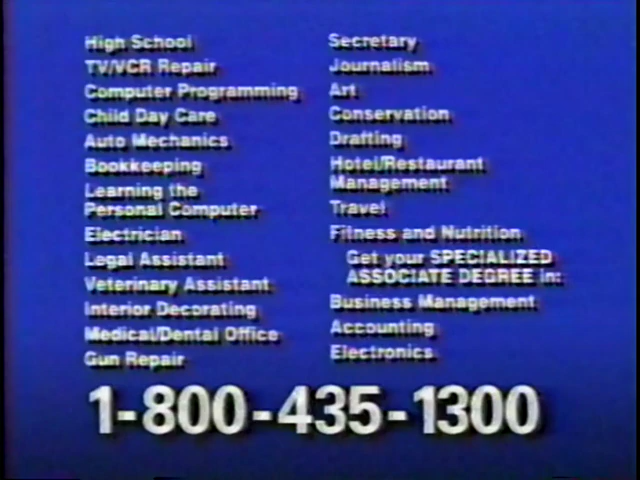 High School
TV/VCR Repair
Computer Programming
Child Day Care
Auto Mechanics
Bookkeeping
Learning the
Personal Computer
Electrician
Legal Assistant
Veterinary Assistant
Interior Decorating
Medical/Dental Office
Gun Repair
Secretary
Journalism
Art
Conservation
Drafting
Hotel/Restaurant
Management
Travel
Fitness and Nutrition
Get your SPECIALIZED
ASSOCIATE DEGREE in:
Business Management
Accounting
Electronics
1-800-435-1300